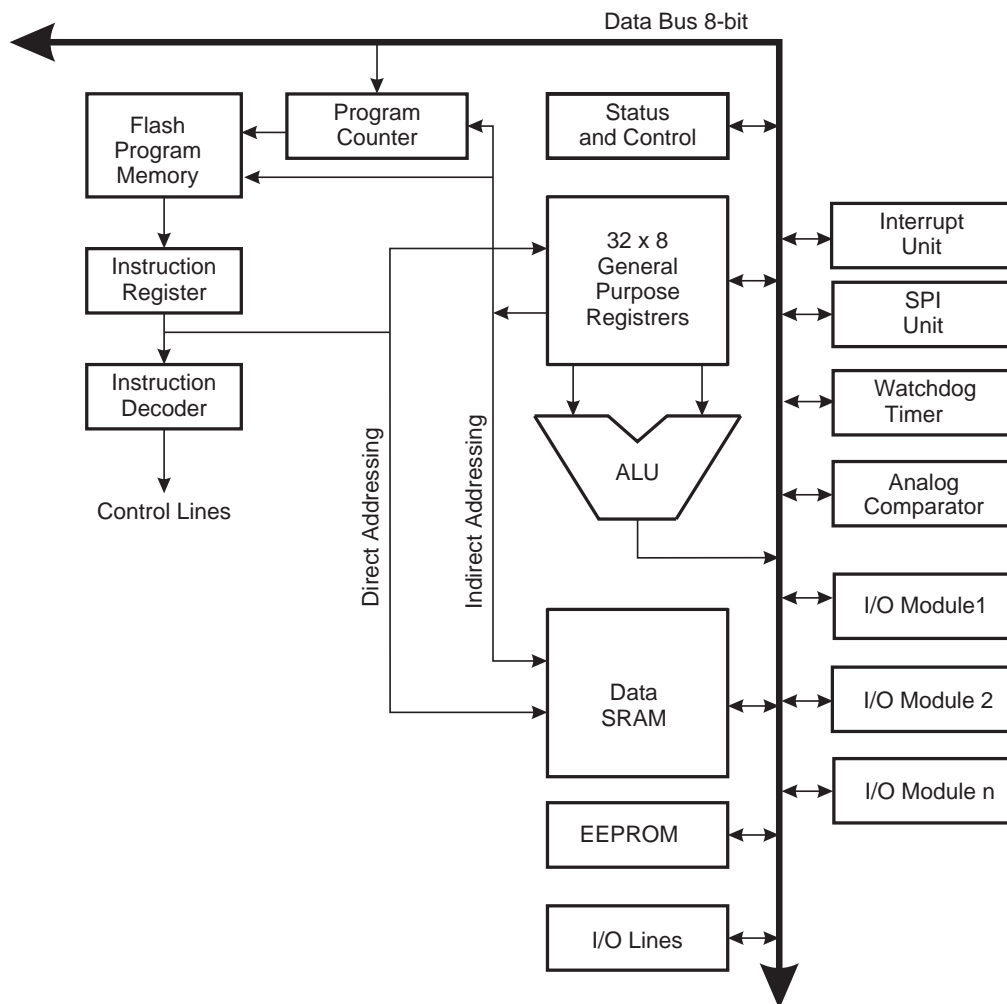 Data Bus 8-bit
Flash
Program
Memory
Program
Counter
Status
and Control
Interrupt
Unit
32 x 8
General
Purpose
Registrers
Instruction
Register
SPI
Unit
Instruction
Decoder
Watchdog
Timer
ALU
Analog
Comparator
Control Lines
Direct Addressing
Indirect Addressing
I/O Module1
Data
SRAM
I/O Module 2
I/O Module n
EEPROM
I/O Lines